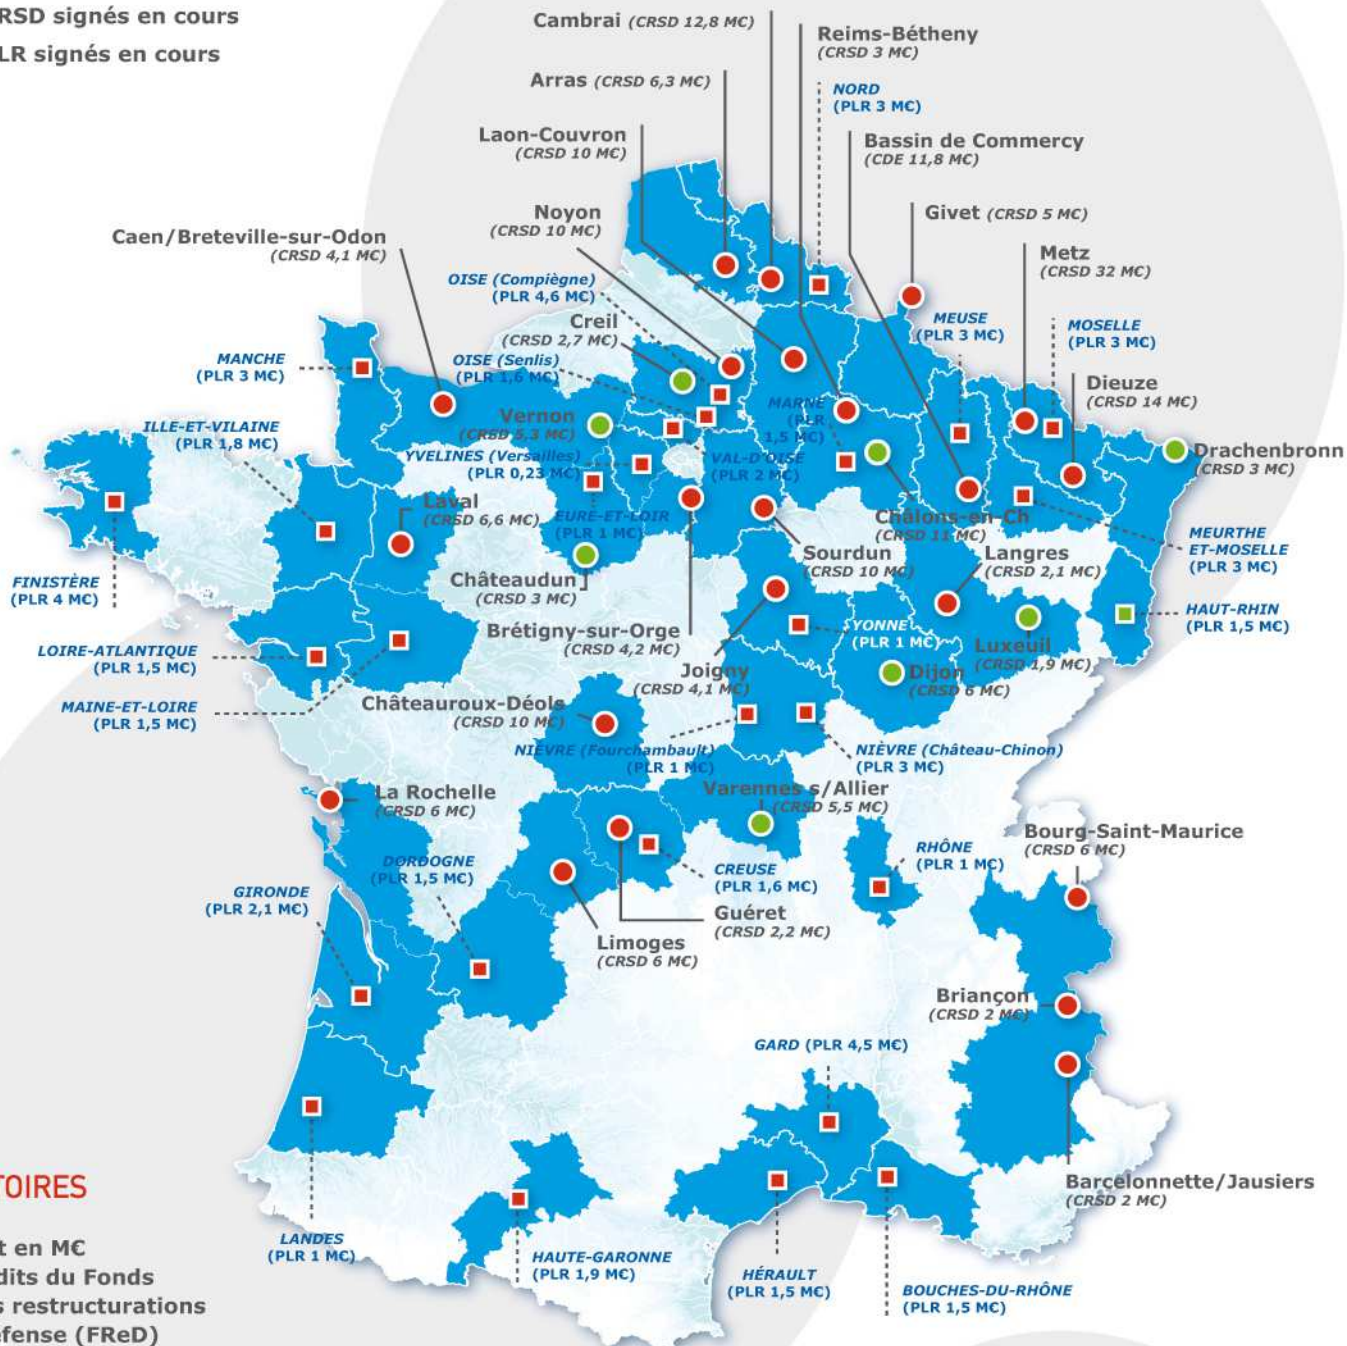 RSD signés en cours
LR signés en cours
Cambrai (CRSD 12,8 M€)
Reims-Bétheny
(CRSD 3 M€)
Arras (CRSD 6,3 M€)
NORD
(PLR 3 M€)
Laon-Couvron
(CRSD 10 M€)
Bassin de Commercy
(CDE 11,8 M€)
Noyon
(CRSD 10 M€)
Givet (CRSD 5 M€)
Caen/Breteville-sur-Odon
(CRSD 4,1 M€)
Metz
(CRSD 32 M€)
OISE (Compiègne)
(PLR 4,6 M€)
Creil
(CRSD 2,7 M€)
MEUSE
(PLR 3 M€)
MOSELLE
(PLR 3 M€)
MANCHE
(PLR 3 M€)
OISE (Senlis)
(PLR 1,6 M€)
Dieuze
(CRSD 14 M€)
Vernon
(CRSD 5,3 M€)
MARNE
(PLR
1,5 M€)
ILLE-ET-VILAINE
(PLR 1,8 M€)
YVELINES (Versailles)
(PLR 0,23 M€)
VAL-D'OISE
(PLR 2 M€)
Drachenbronn
(CRSD 3 M€)
Laval
(CRSD 6,6 M€)
EURE-ET-LOIR
(PLR 1 M€)
Châlons-en-Ch
(CRSD 11 M€)
Sourdun
(CRSD 10 M€)
Langres
(CRSD 2,1 M€)
MEURTHE
ET-MOSELLE
(PLR 3 M€)
FINISTÈRE
(PLR 4 M€)
Châteaudun
(CRSD 3 M€)
HAUT-RHIN
(PLR 1,5 M€)
Brétigny-sur-Orge
(CRSD 4,2 M€)
YONNE
(PLR 1 M€)
Luxeuil
(CRSD 1,9 M€)
LOIRE-ATLANTIQUE
(PLR 1,5 M€)
Joigny
(CRSD 4,1 M€)
Dijon
(CRSD 6 M€)
MAINE-ET-LOIRE
(PLR 1,5 M€)
Châteauroux-Déols
(CRSD 10 M€)
NIÈVRE (Fourchambault)
(PLR 1 M€)
NIÈVRE (Château-Chinon)
(PLR 3 M€)
La Rochelle
(CRSD 6 M€)
Varennes s/Allier
(CRSD 5,5 M€)
Bourg-Saint-Maurice
(CRSD 6 M€)
DORDOGNE
(PLR 1,5 M€)
CREUSE
(PLR 1,6 M€)
RHÔNE
(PLR 1 M€)
GIRONDE
(PLR 2,1 M€)
Guéret
(CRSD 2,2 M€)
Limoges
(CRSD 6 M€)
Briançon
(CRSD 2 M€)
GARD (PLR 4,5 M€)
Barcelonnette/Jausiers
(CRSD 2 M€)
TOIRES
LANDES
(PLR 1 M€)
HAUTE-GARONNE
(PLR 1,9 M€)
HÉRAULT
(PLR 1,5 M€)
BOUCHES-DU-RHÔNE
(PLR 1,5 M€)
t en M€
dits du Fonds
s restructurations
éfense (FReD)